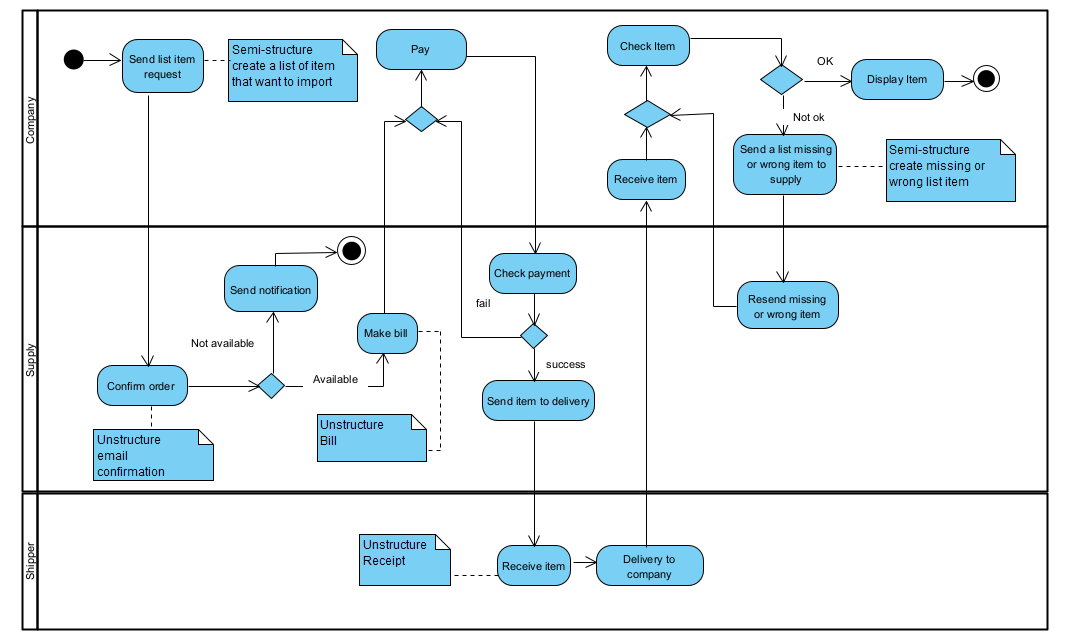 Company
Send list item
request
Semi-structure
create a list of item
that want to import
Pay
Check Item
OK
Display Item
Not ok
Send a list missing
or wrong item to
supply
Semi-structure
create missing or
wrong list item
Receive item
Supply
Send notification
Not available
Confirm order
Unstructure
email
confirmation
Available
Make bill
Unstructure
Bill
Check payment
fail
success
Send item to delivery
Resend missing
or wrong item
Shipper
Unstructure
Receipt
Receive item
Delivery to
company